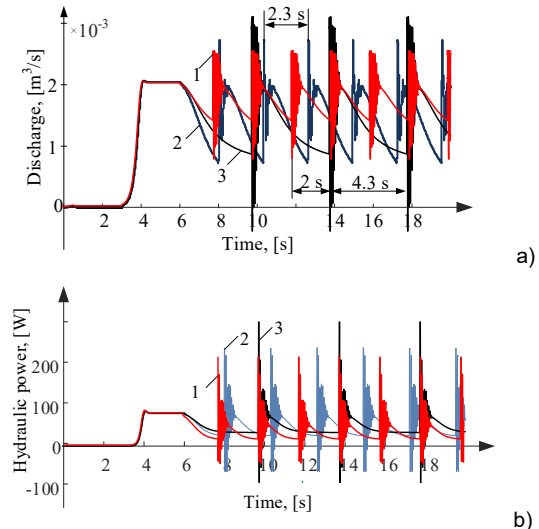 ×10⁻³
Discharge, [m³/s]
2
1
0
1
2
3
2.3 s
2 s
4.3 s
2 4 6 8 10 12 14 16 18
Time, [s]
a)
Hydraulic power, [W]
200
100
0
-100
1
2
3
2 4 6 8 10 12 14 16 18
Time, [s]
b)